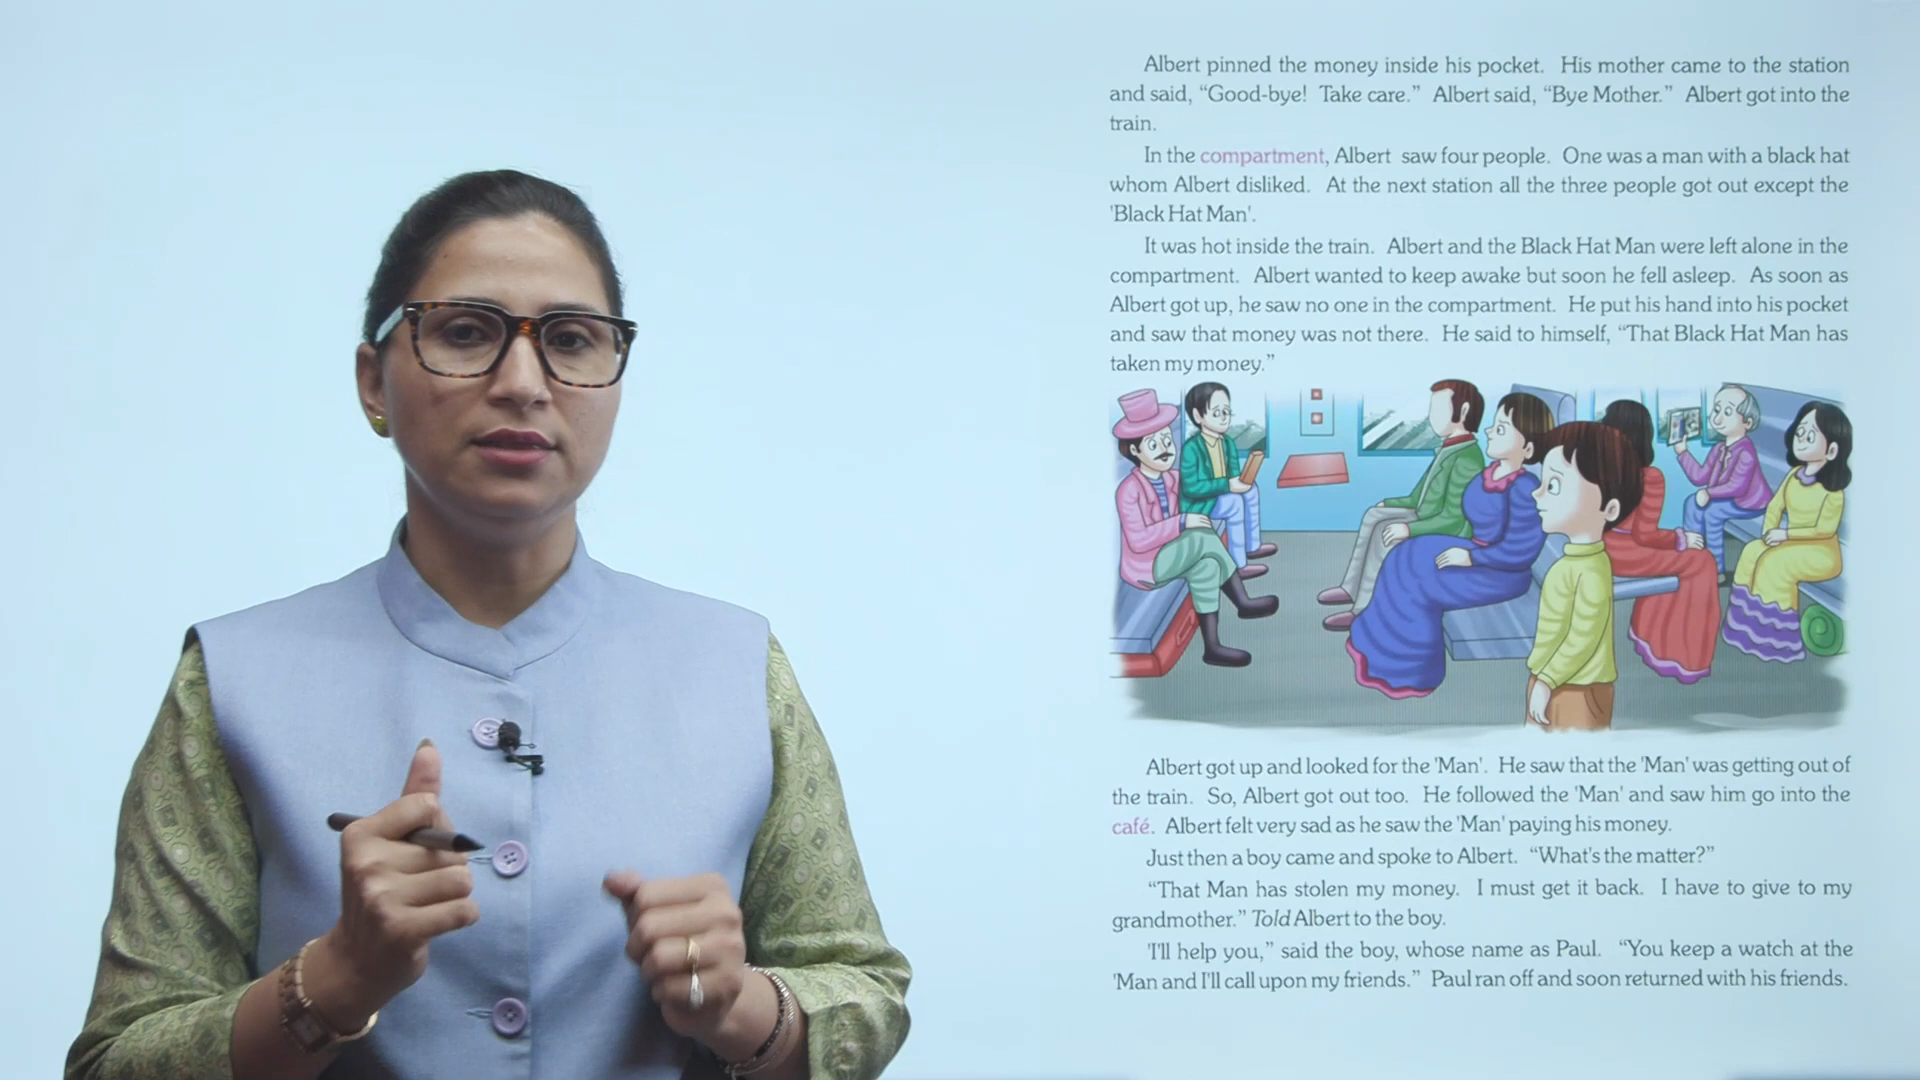 Albert pinned the money inside his pocket. His mother came to the station
and said, “Good-bye! Take care.” Albert said, “Bye Mother.” Albert got into the
train.
In the compartment, Albert saw four people. One was a man with a black hat
whom Albert disliked. At the next station all the three people got out except the
'Black Hat Man'.
It was hot inside the train. Albert and the Black Hat Man were left alone in the
compartment. Albert wanted to keep awake but soon he fell asleep. As soon as
Albert got up, he saw no one in the compartment. He put his hand into his pocket
and saw that money was not there. He said to himself, “That Black Hat Man has
taken my money.”
Albert got up and looked for the 'Man'. He saw that the 'Man' was getting out of
the train. So, Albert got out too. He followed the 'Man' and saw him go into the
café. Albert felt very sad as he saw the 'Man' paying his money.
Just then a boy came and spoke to Albert. “What's the matter?”
“That Man has stolen my money. I must get it back. I have to give to my
grandmother.” Told Albert to the boy.
'I'll help you,” said the boy, whose name as Paul. “You keep a watch at the
'Man and I'll call upon my friends.” Paul ran off and soon returned with his friends.